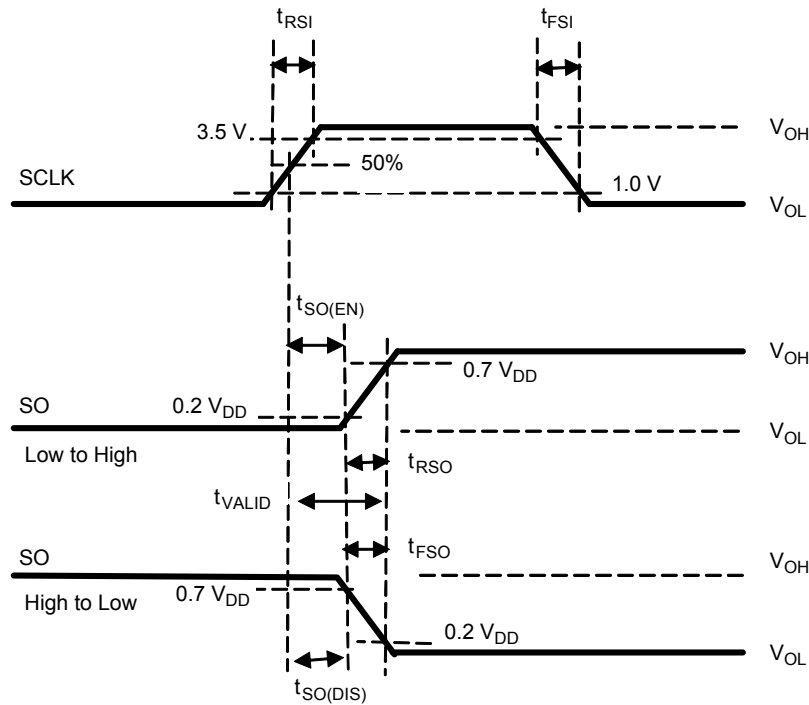 tRSI
tFSI
3.5 V
VOH
50%
SCLK
1.0 V
VOL
tSO(EN)
VOH
0.7 VDD
SO
0.2 VDD
VOL
Low to High
tRSO
tVALID
tFSO
SO
VOH
High to Low
0.7 VDD
0.2 VDD
VOL
tSO(DIS)